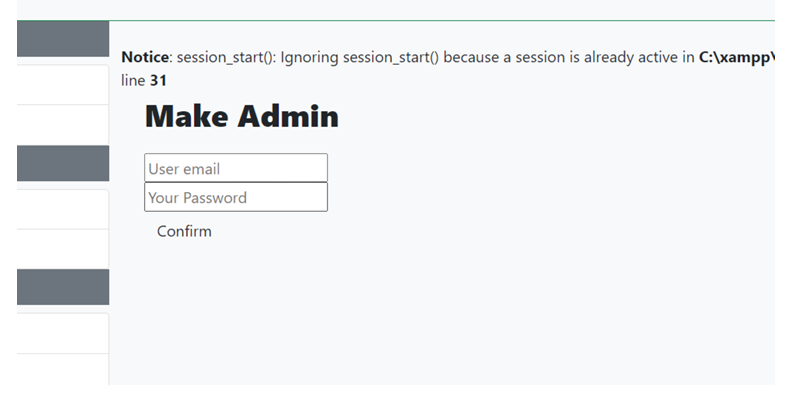 Notice: session_start(): Ignoring session_start() because a session is already active in C:\xampp\
line 31
Make Admin
User email
Your Password
Confirm